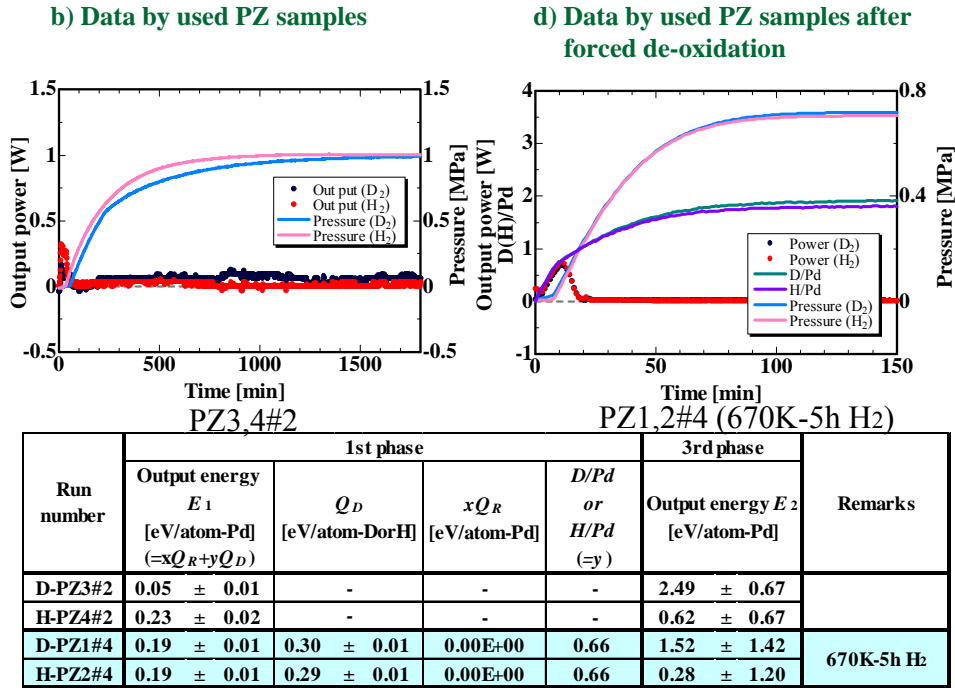 b) Data by used PZ samples
d) Data by used PZ samples after
forced de-oxidation
1.5
1
0.5
0
-0.5
Output power [W]
1.5
1
0.5
0
-0.5
Pressure [MPa]
Out put (D2)
Out put (H2)
Pressure (D2)
Pressure (H2)
0 500 1000 1500
Time [min]
PZ3,4#2
4
3
2
1
0
-1
Output power [W]
D(H)/Pd
0.8
0.4
0
Pressure [MPa]
Power (D2)
Power (H2)
D/Pd
H/Pd
Pressure (D2)
Pressure (H2)
0 50 100 150
Time [min]
PZ1,2#4 (670K-5h H2)
Run number | 1st phase | 3rd phase | Remarks
Output energy E1 [eV/atom-Pd] (=xQR+yQD) | QD [eV/atom-DorH] | xQR [eV/atom-Pd] | D/Pd or H/Pd (=y) | Output energy E2 [eV/atom-Pd]
D-PZ3#2 | 0.05 ± 0.01 | - | - | - | 2.49 ± 0.67
H-PZ4#2 | 0.23 ± 0.02 | - | - | - | 0.62 ± 0.67
D-PZ1#4 | 0.19 ± 0.01 | 0.30 ± 0.01 | 0.00E+00 | 0.66 | 1.52 ± 1.42 | 670K-5h H2
H-PZ2#4 | 0.19 ± 0.01 | 0.29 ± 0.01 | 0.00E+00 | 0.66 | 0.28 ± 1.20